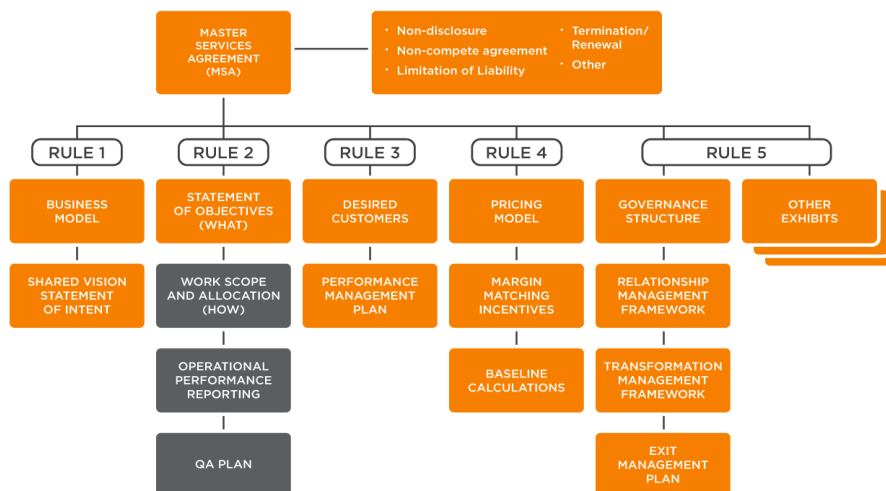 MASTER
SERVICES
AGREEMENT
(MSA)
· Non-disclosure
· Non-compete agreement
· Limitation of Liability
· Termination/
Renewal
· Other
RULE 1
RULE 2
RULE 3
RULE 4
RULE 5
BUSINESS
MODEL
STATEMENT
OF OBJECTIVES
(WHAT)
DESIRED
CUSTOMERS
PRICING
MODEL
GOVERNANCE
STRUCTURE
OTHER
EXHIBITS
SHARED VISION
STATEMENT
OF INTENT
WORK SCOPE
AND ALLOCATION
(HOW)
PERFORMANCE
MANAGEMENT
PLAN
MARGIN
MATCHING
INCENTIVES
RELATIONSHIP
MANAGEMENT
FRAMEWORK
OPERATIONAL
PERFORMANCE
REPORTING
BASELINE
CALCULATIONS
TRANSFORMATION
MANAGEMENT
FRAMEWORK
QA PLAN
EXIT
MANAGEMENT
PLAN